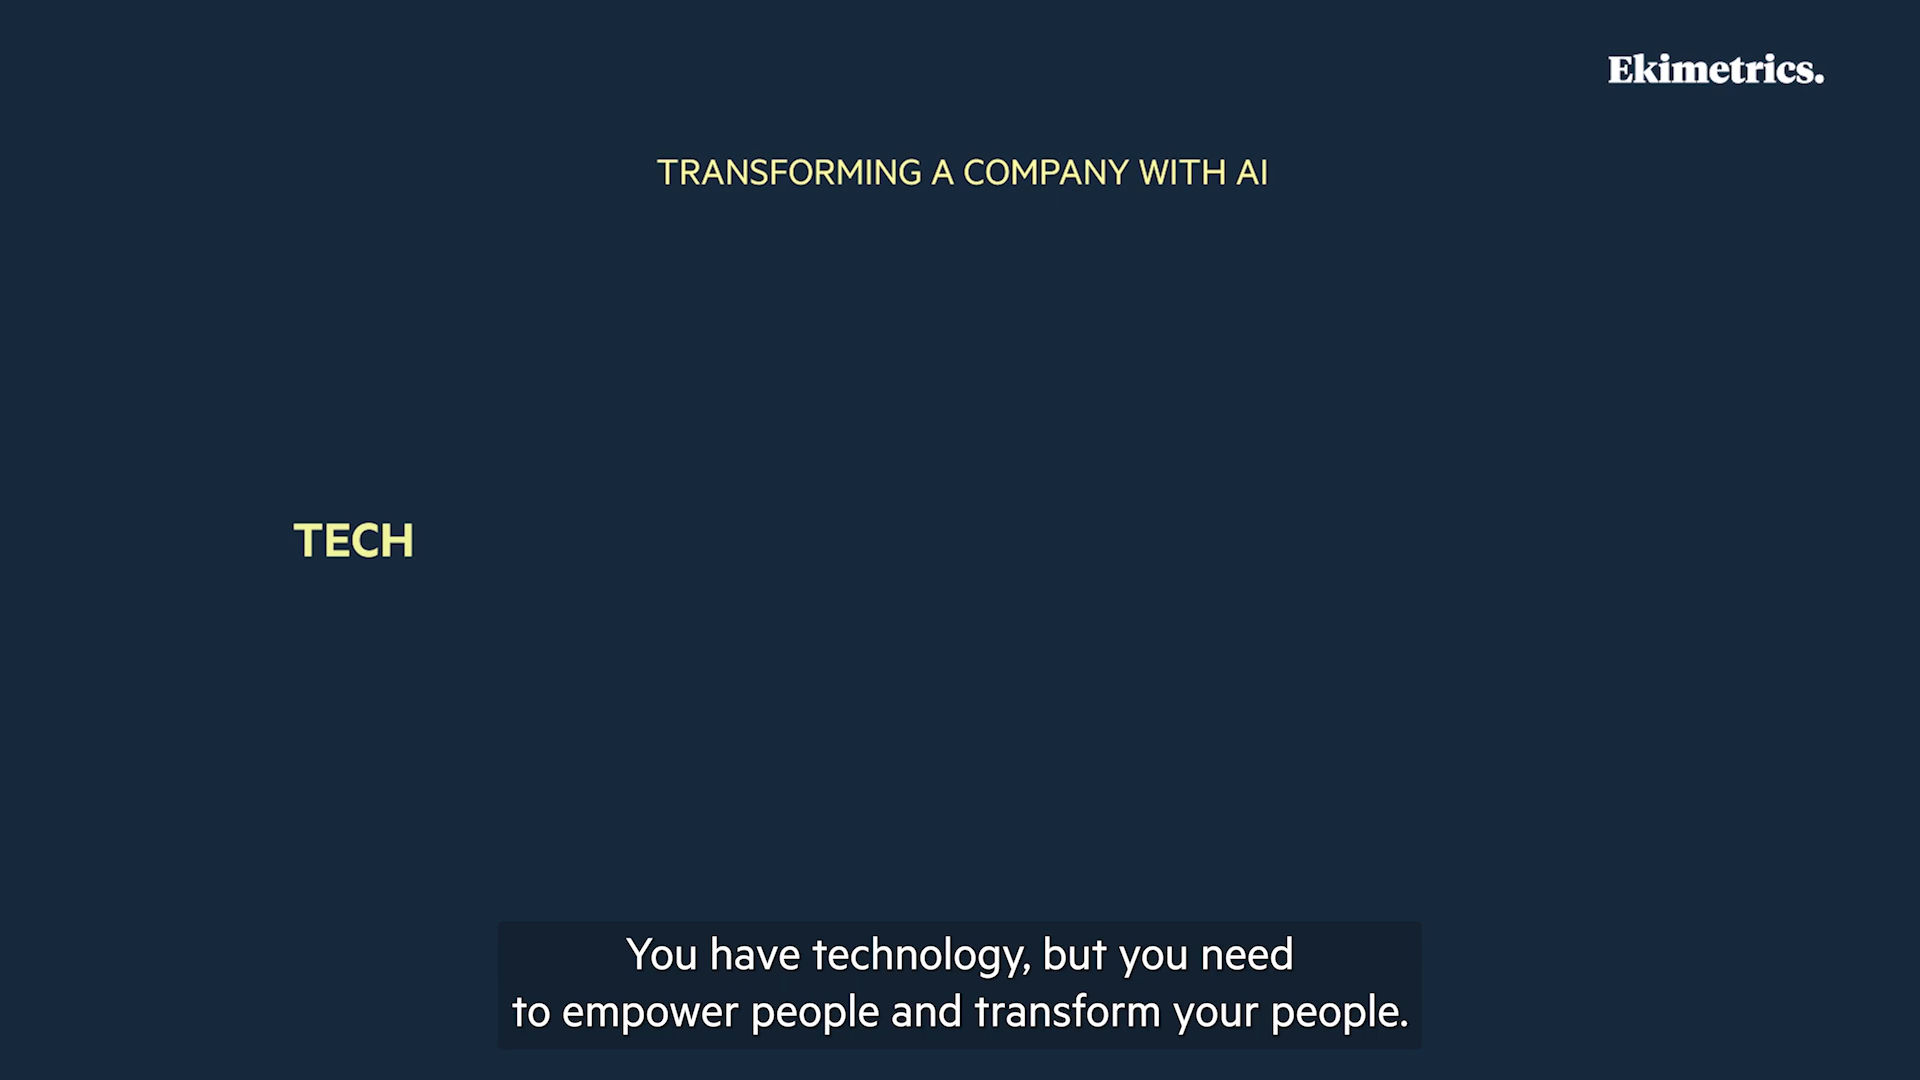 Ekimetrics.
TRANSFORMING A COMPANY WITH AI
TECH
You have technology, but you need
to empower people and transform your people.